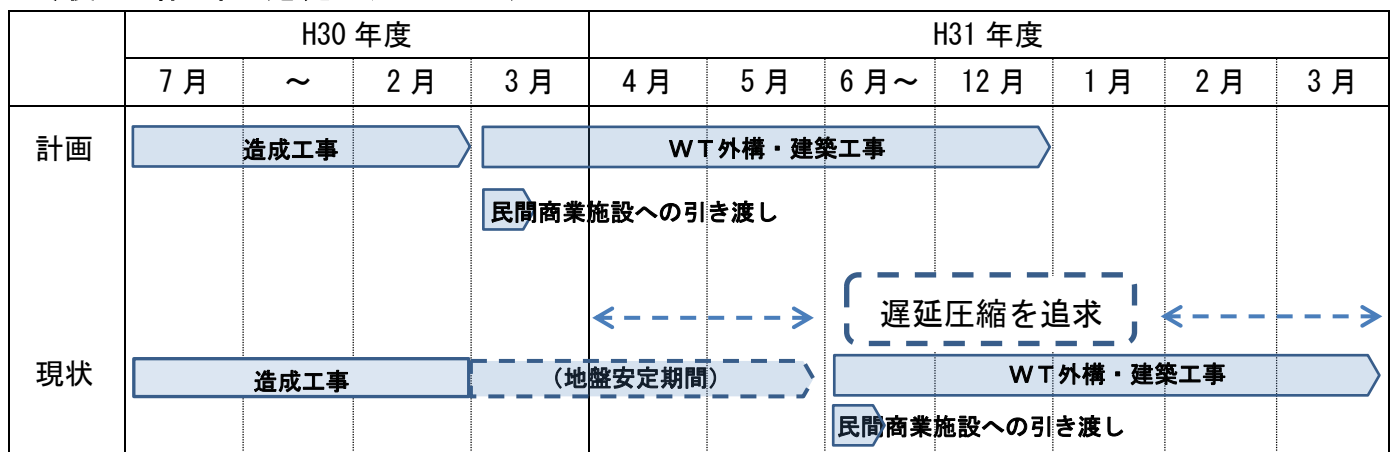 H30 年度 H31 年度
7 月 ～ 2 月 3 月 4 月 5 月 6 月～ 12 月 1 月 2 月 3 月
計画 造成工事 ＷＴ外構・建築工事
民間商業施設への引き渡し
遅延圧縮を追求
現状 造成工事 （地盤安定期間） ＷＴ外構・建築工事
民間商業施設への引き渡し